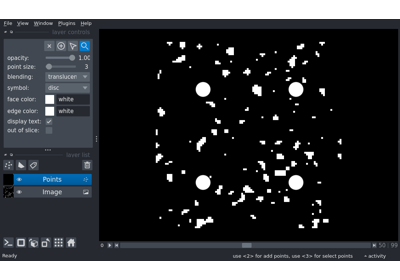 File View Window Plugins Help
layer controls
opacity: 1.00
point size: 3
blending: translucen
symbol: disc
face color: white
edge color: white
display text:
out of slice:
layer list
Points
Image
0 50 99
Ready use <2> for add points, use <3> for select points activity